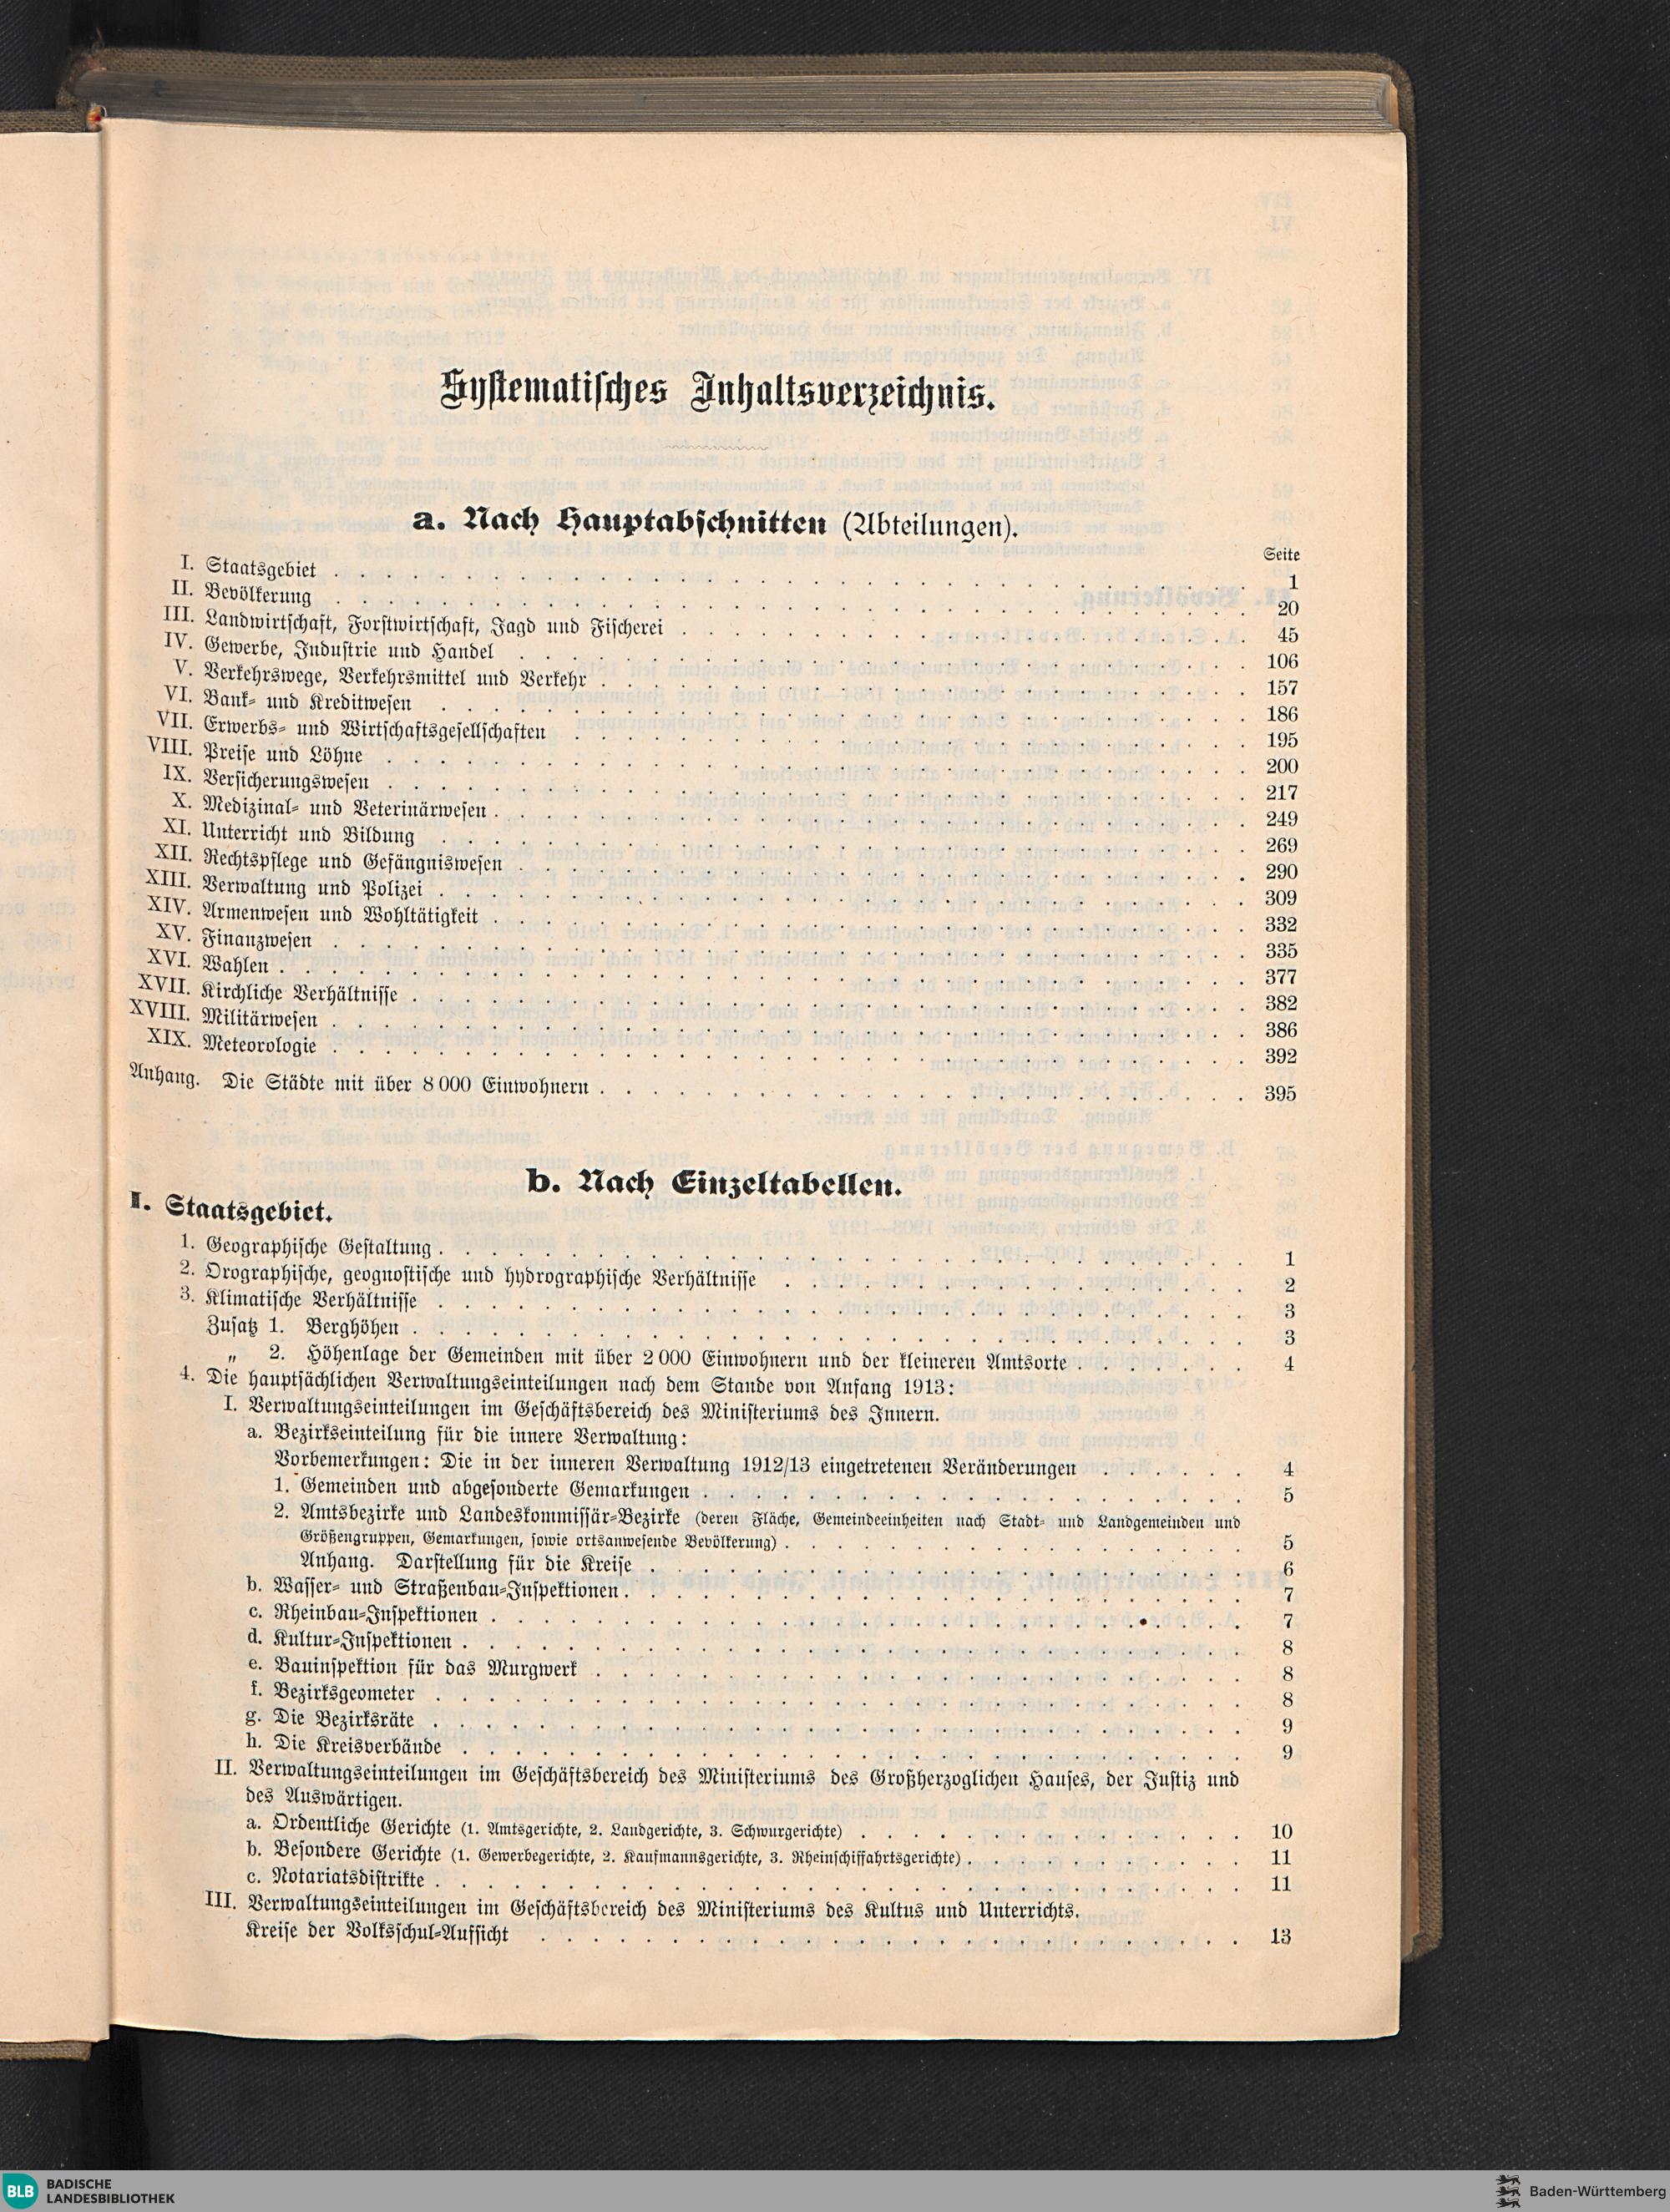 Systematisches Inhaltsverzeichnis.
a. Nach Hauptabschnitten (Abteilungen).
Seite
I. Staatsgebiet . . . 1
II. Bevölkerung . . . 20
III. Landwirtschaft, Forstwirtschaft, Jagd und Fischerei . . . 45
IV. Gewerbe, Industrie und Handel . . . 106
V. Verkehrswege, Verkehrsmittel und Verkehr . . . 157
VI. Bank- und Kreditwesen . . . 186
VII. Erwerbs- und Wirtschaftsgesellschaften . . . 195
VIII. Preise und Löhne . . . 200
IX. Versicherungswesen . . . 217
X. Medizinal- und Veterinärwesen . . . 249
XI. Unterricht und Bildung . . . 269
XII. Rechtspflege und Gefängniswesen . . . 290
XIII. Verwaltung und Polizei . . . 309
XIV. Armenwesen und Wohltätigkeit . . . 332
XV. Finanzwesen . . . 335
XVI. Wahlen . . . 377
XVII. Kirchliche Verhältnisse . . . 382
XVIII. Militärwesen . . . 386
XIX. Meteorologie . . . 392
Anhang. Die Städte mit über 8 000 Einwohnern . . . 395
b. Nach Einzeltabellen.
I. Staatsgebiet.
1. Geographische Gestaltung . . . 1
2. Orographische, geognostische und hydrographische Verhältnisse . . . 2
3. Klimatische Verhältnisse . . . 3
Zusatz 1. Berghöhen . . . 3
„ 2. Höhenlage der Gemeinden mit über 2 000 Einwohnern und der kleineren Amtsorte . . . 4
4. Die hauptsächlichen Verwaltungseinteilungen nach dem Stande von Anfang 1913:
I. Verwaltungseinteilungen im Geschäftsbereich des Ministeriums des Innern.
a. Bezirkseinteilung für die innere Verwaltung:
Vorbemerkungen: Die in der inneren Verwaltung 1912/13 eingetretenen Veränderungen . . . 4
1. Gemeinden und abgesonderte Gemarkungen . . . 5
2. Amtsbezirke und Landeskommissär-Bezirke (deren Fläche, Gemeindeeinheiten nach Stadt- und Landgemeinden und
Größengruppen, Gemarkungen, sowie ortsanwesende Bevölkerung) . . . 5
Anhang. Darstellung für die Kreise . . . 6
b. Wasser- und Straßenbau-Inspektionen . . . 7
c. Rheinbau-Inspektionen . . . 7
d. Kultur-Inspektionen . . . 8
e. Bauinspektion für das Murgwerk . . . 8
f. Bezirksgeometer . . . 8
g. Die Bezirksräte . . . 9
h. Die Kreisverbände . . . 9
II. Verwaltungseinteilungen im Geschäftsbereich des Ministeriums des Großherzoglichen Hauses, der Justiz und
des Auswärtigen.
a. Ordentliche Gerichte (1. Amtsgerichte, 2. Landgerichte, 3. Schwurgerichte) . . . 10
b. Besondere Gerichte (1. Gewerbegerichte, 2. Kaufmannsgerichte, 3. Rheinschiffahrtsgerichte) . . . 11
c. Notariatsdistrikte . . . 11
III. Verwaltungseinteilungen im Geschäftsbereich des Ministeriums des Kultus und Unterrichts.
Kreise der Volksschul-Aufsicht . . . 13
BLB BADISCHE
LANDESBIBLIOTHEK
Baden-Württemberg